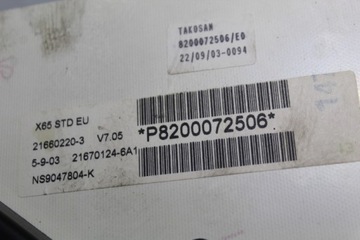 TAKOSAN
8200072506/E0
22/09/03-0094
X65 STD EU
21660220-3 V7.05
5-9-03 21670124-6A1
NS9047804-K
*P8200072506*